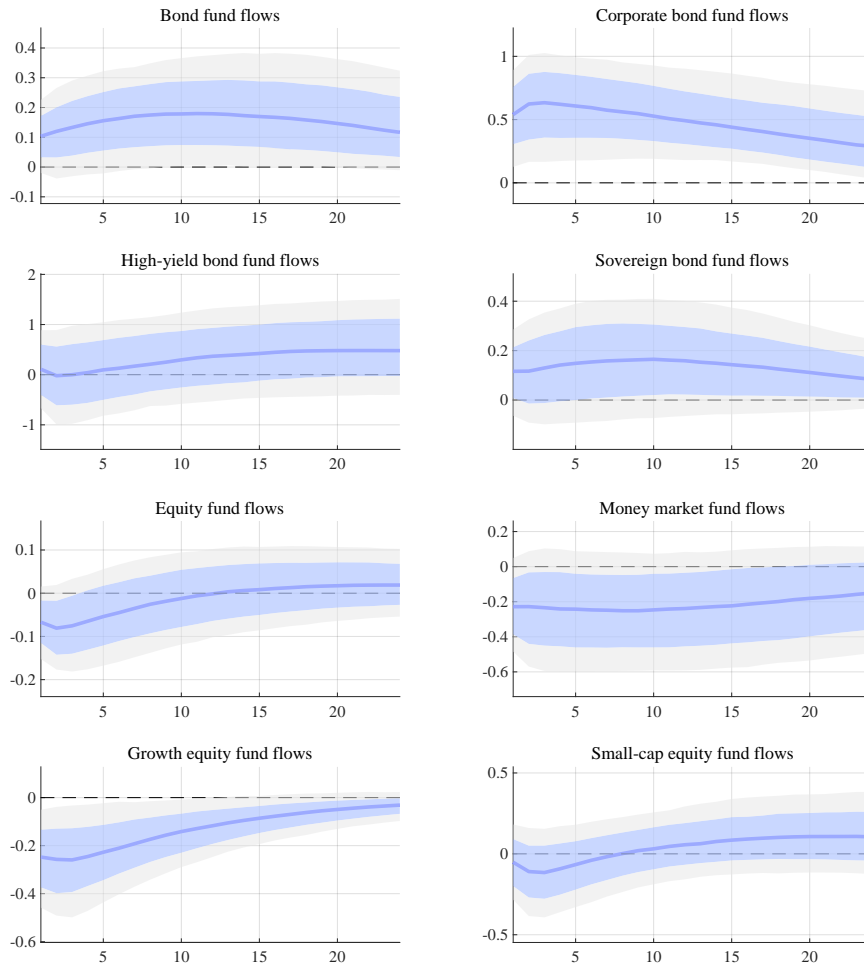 Bond fund flows
0.4
0.3
0.2
0.1
0
-0.1
5 10 15 20
Corporate bond fund flows
1
0.5
0
5 10 15 20
High-yield bond fund flows
2
1
0
-1
5 10 15 20
Sovereign bond fund flows
0.4
0.2
0
5 10 15 20
Equity fund flows
0.1
0
-0.1
-0.2
5 10 15 20
Money market fund flows
0.2
0
-0.2
-0.4
-0.6
5 10 15 20
Growth equity fund flows
0
-0.2
-0.4
-0.6
5 10 15 20
Small-cap equity fund flows
0.5
0
-0.5
5 10 15 20